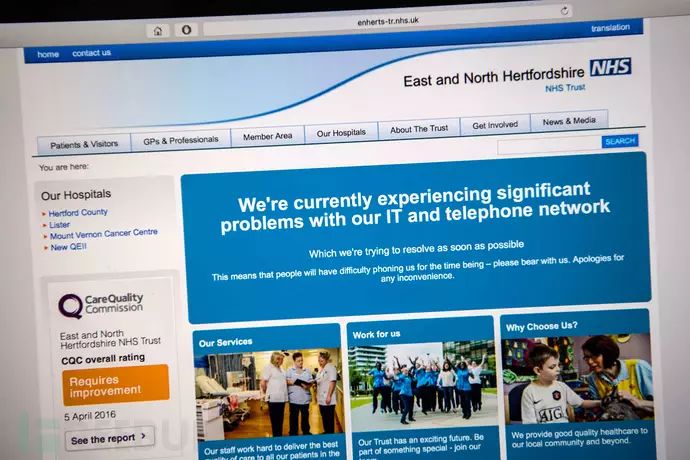 enherts-tr.nhs.uk
home contact us translation
East and North Hertfordshire NHS
NHS Trust
Patients & Visitors GPs & Professionals Member Area Our Hospitals About The Trust Get Involved News & Media
SEARCH
You are here:
Our Hospitals
Hertford County
Lister
Mount Vernon Cancer Centre
New QEII
We're currently experiencing significant
problems with our IT and telephone network
Which we're trying to resolve as soon as possible
This means that people will have difficulty phoning us for the time being – please bear with us. Apologies for
any inconvenience.
CareQuality
Commission
East and North
Hertfordshire NHS Trust
CQC overall rating
Requires
improvement
5 April 2016
See the report >
Our Services
Our staff work hard to deliver the best
quality of care to all our patients in the
Work for us
Our Trust has an exciting future. Be
part of something special - join our
Why Choose Us?
AIG
We provide good quality healthcare to
our local community and beyond.